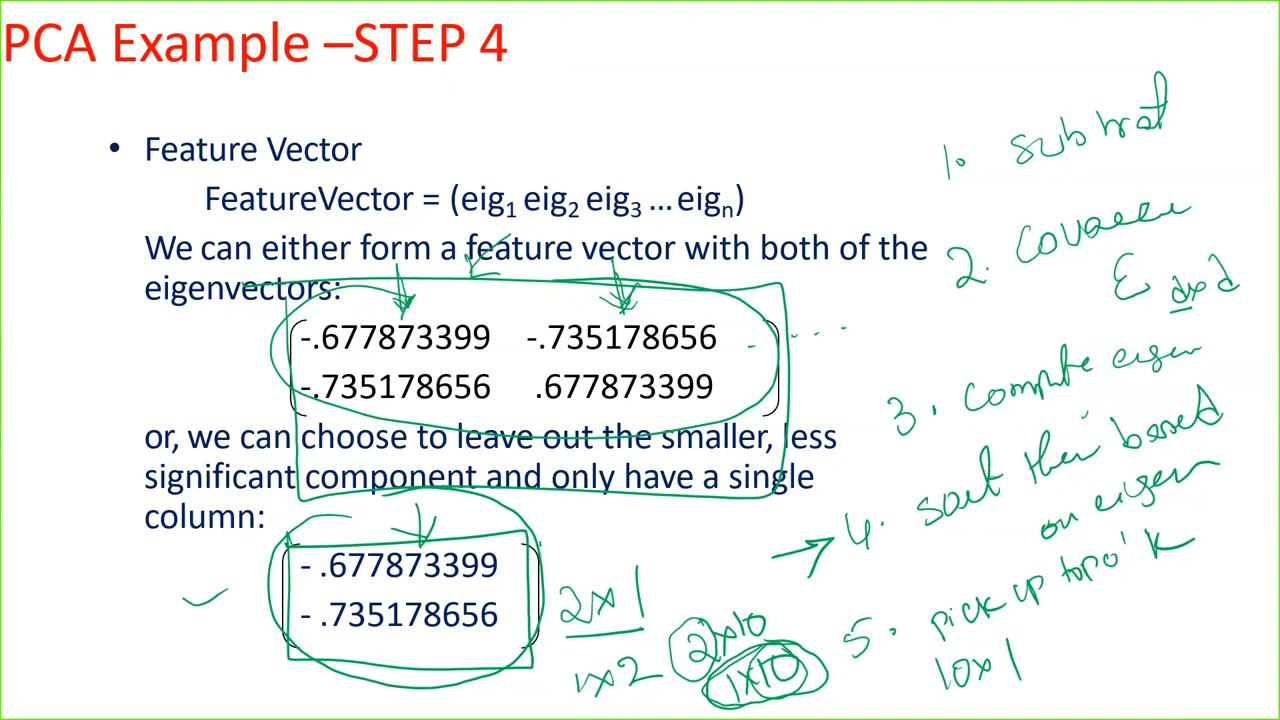 PCA Example –STEP 4
• Feature Vector
FeatureVector = (eig1 eig2 eig3 … eign)
We can either form a feature vector with both of the
eigenvectors:
-.677873399 -.735178656
-.735178656 .677873399
or, we can choose to leave out the smaller, less
significant component and only have a single
column:
- .677873399
- .735178656
2x1
1x2
2x10
1x10
1. subtrat
2.
Σ dxd
3. compute eigen
4. sort them based
on eigen
5. pick up top 'k
10x1